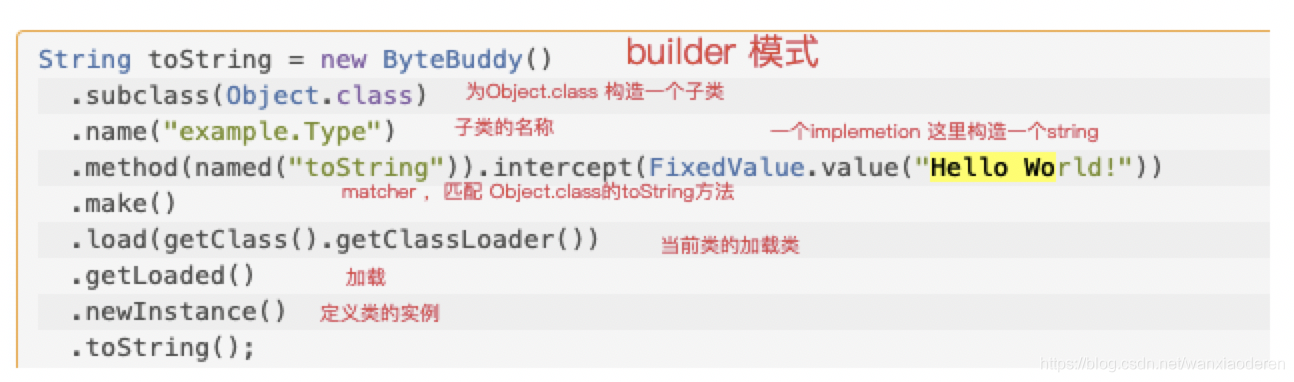 String toString = new ByteBuddy() builder 模式
.subclass(Object.class) 为Object.class 构造一个子类
.name("example.Type") 子类的名称 一个implemetion 这里构造一个string
.method(named("toString")).intercept(FixedValue.value("Hello World!"))
matcher ，匹配 Object.class的toString方法
.make()
.load(getClass().getClassLoader()) 当前类的加载类
.getLoaded() 加载
.newInstance() 定义类的实例
.toString();
https://blog.csdn.net/wanxiaoderen